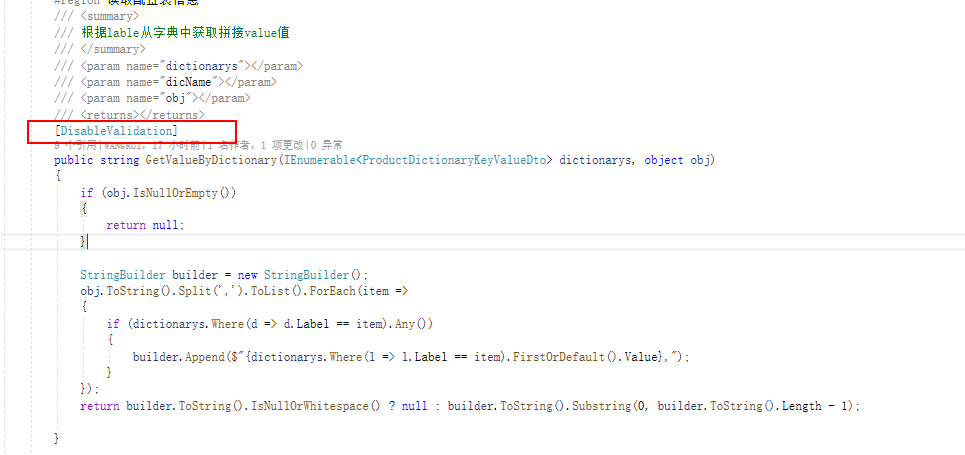 #region 读取配置表信息
/// <summary>
/// 根据lable从字典中获取拼接value值
/// </summary>
/// <param name="dictionarys"></param>
/// <param name="dicName"></param>
/// <param name="obj"></param>
/// <returns></returns>
[DisableValidation]
9 个引用|WANGRUI, 17 小时前|1 名作者, 1 项更改|0 异常
public string GetValueByDictionary(IEnumerable<ProductDictionaryKeyValueDto> dictionarys, object obj)
{
if (obj.IsNullOrEmpty())
{
return null;
}
StringBuilder builder = new StringBuilder();
obj.ToString().Split(',').ToList().ForEach(item =>
{
if (dictionarys.Where(d => d.Label == item).Any())
{
builder.Append($"{dictionarys.Where(l => l.Label == item).FirstOrDefault().Value},");
}
});
return builder.ToString().IsNullOrWhitespace() ? null : builder.ToString().Substring(0, builder.ToString().Length - 1);
}